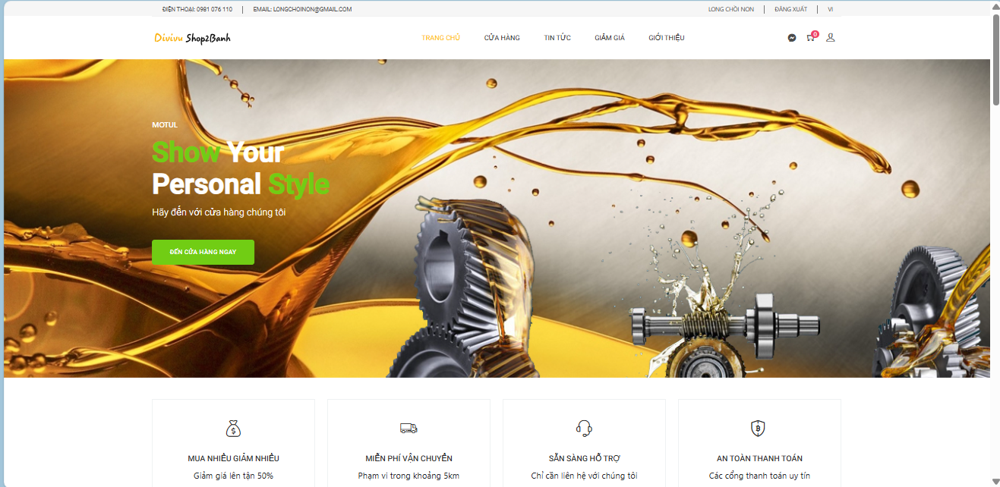 ĐIỆN THOẠI: 0981 076 110 | EMAIL: LONGCHOINON@GMAIL.COM
LONG CHÒI NON | ĐĂNG XUẤT | VI
Divivu Shop2Banh
TRANG CHỦ CỬA HÀNG TIN TỨC GIẢM GIÁ GIỚI THIỆU
0
MOTUL
Show Your
Personal Style
Hãy đến với cửa hàng chúng tôi
ĐẾN CỬA HÀNG NGAY
MUA NHIỀU GIẢM NHIỀU
Giảm giá lên tận 50%
MIỄN PHÍ VẬN CHUYỂN
Phạm vi trong khoảng 5km
SẴN SÀNG HỖ TRỢ
Chỉ cần liên hệ với chúng tôi
AN TOÀN THANH TOÁN
Các cổng thanh toán uy tín